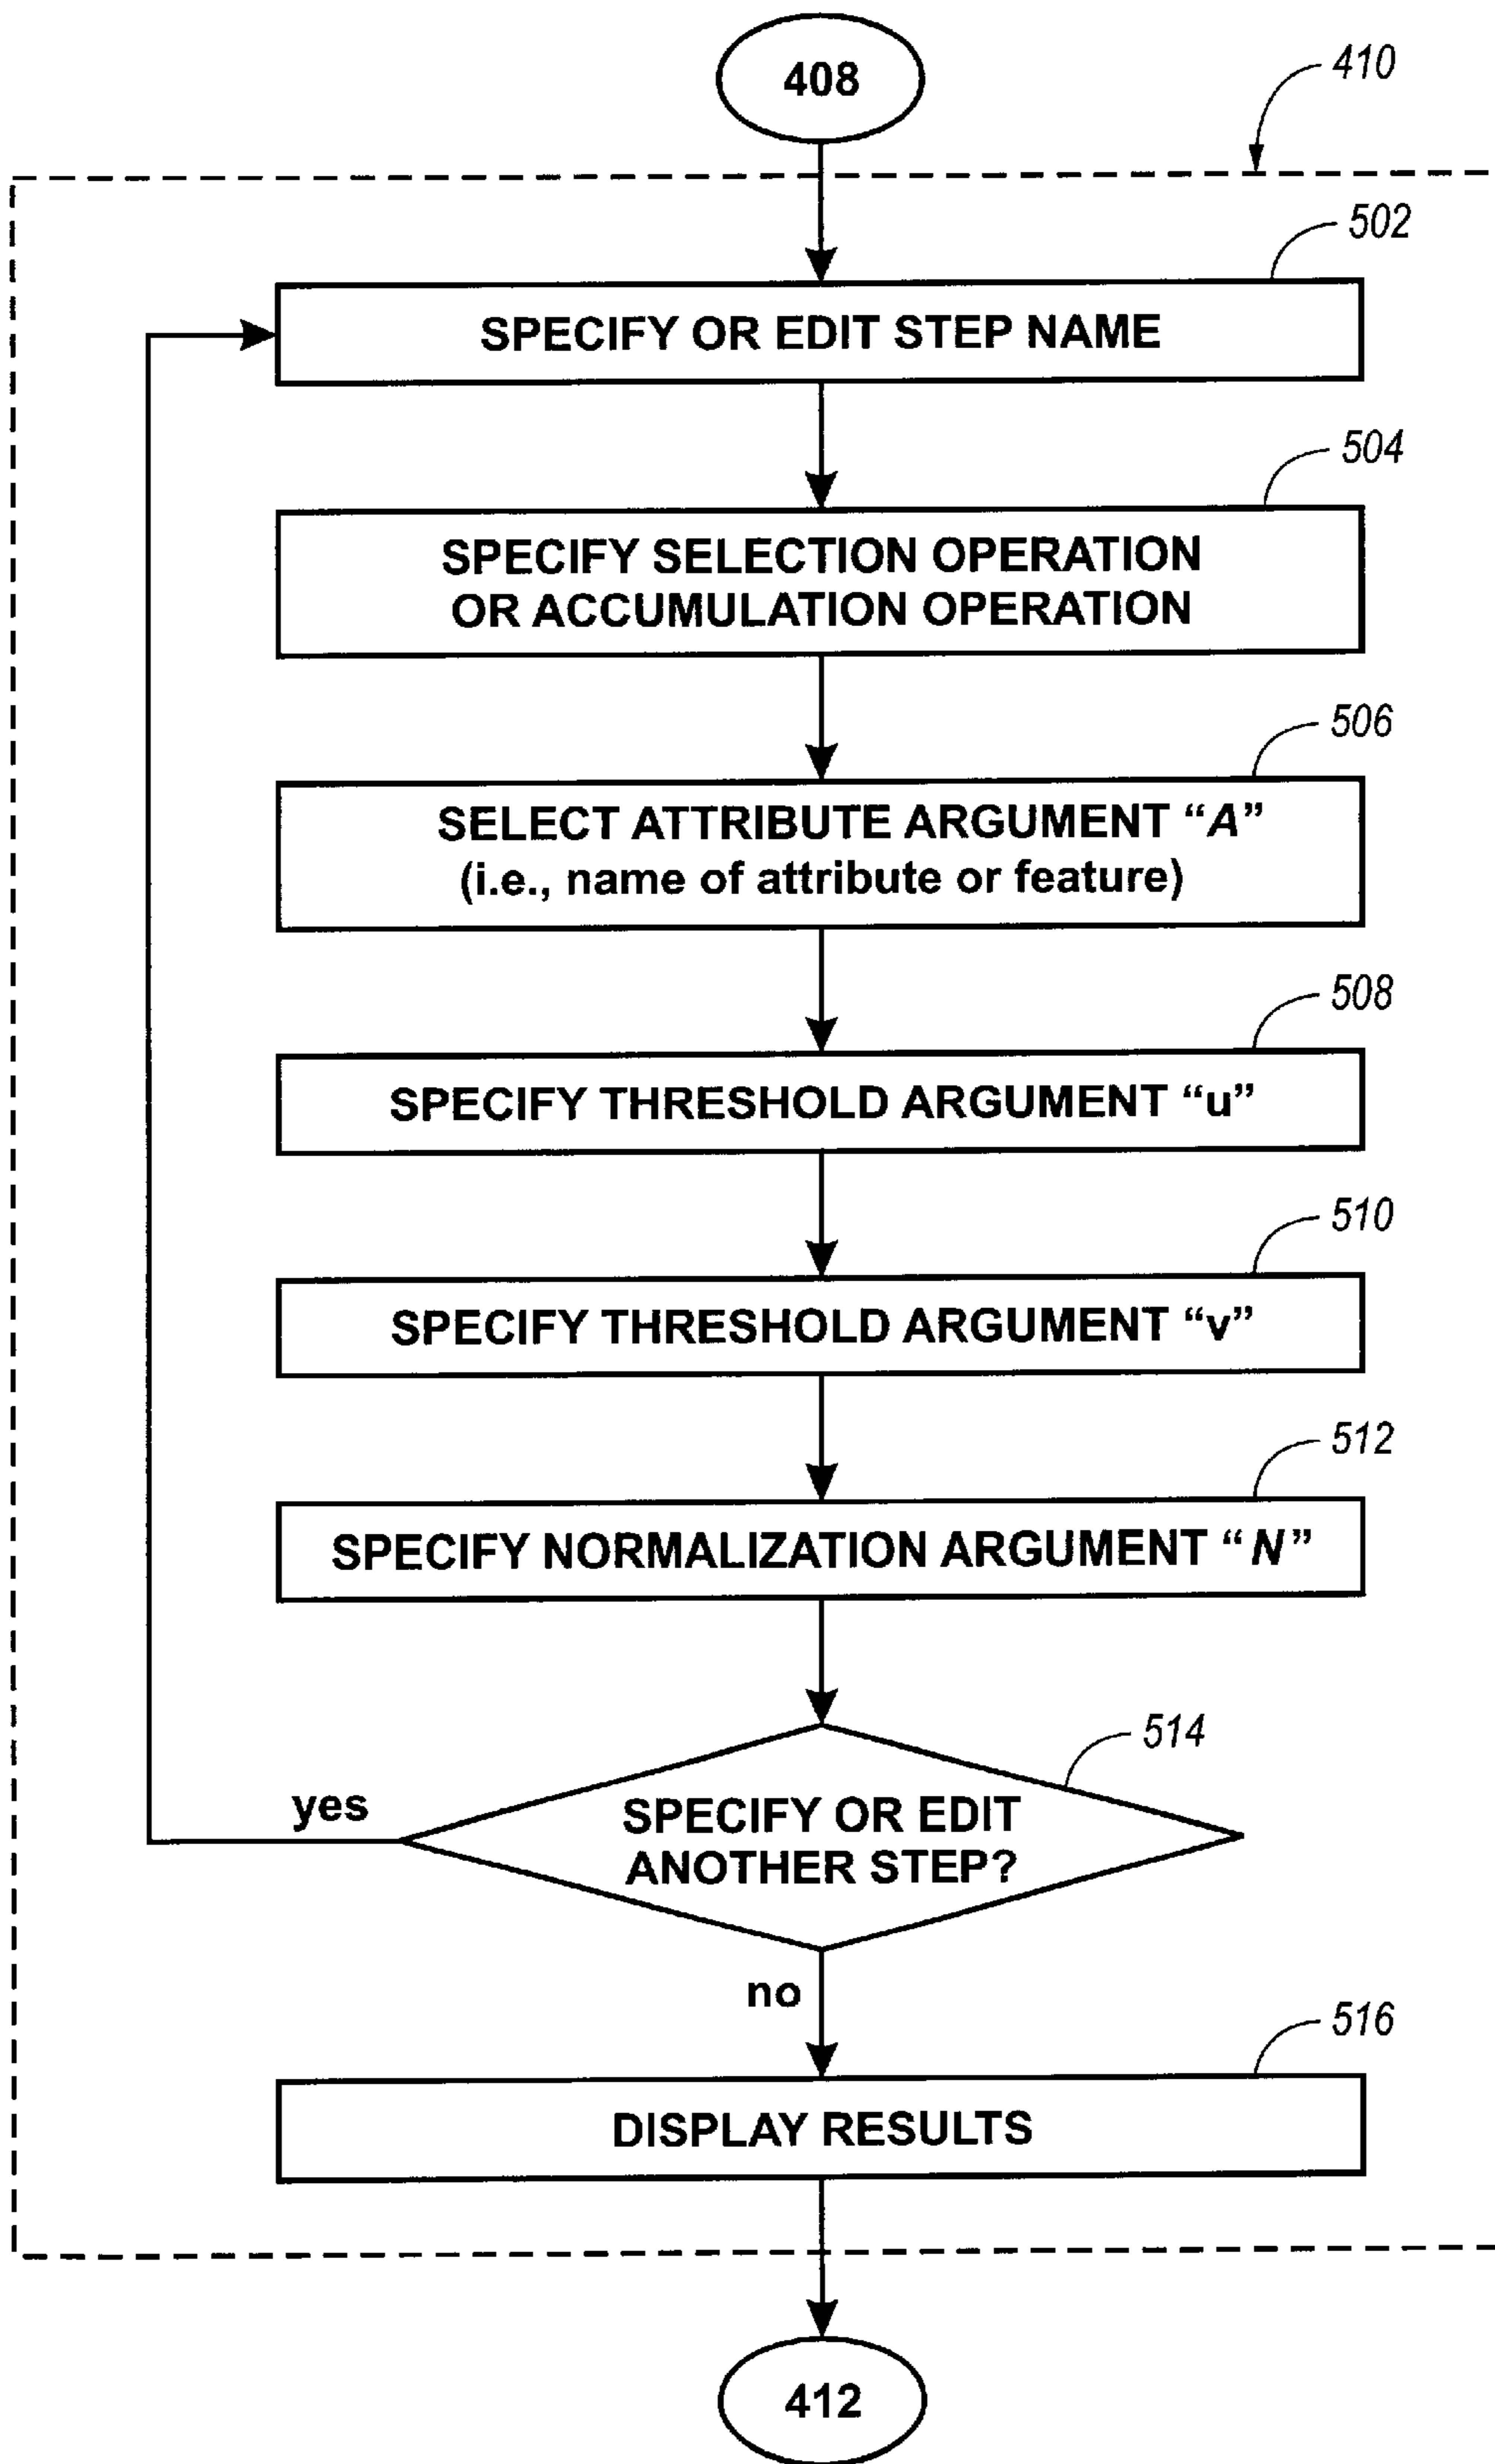 408
410
502
SPECIFY OR EDIT STEP NAME
504
SPECIFY SELECTION OPERATION
OR ACCUMULATION OPERATION
506
SELECT ATTRIBUTE ARGUMENT “A”
(i.e., name of attribute or feature)
508
SPECIFY THRESHOLD ARGUMENT “u”
510
SPECIFY THRESHOLD ARGUMENT “v”
512
SPECIFY NORMALIZATION ARGUMENT “N”
514
yes
SPECIFY OR EDIT
ANOTHER STEP?
no
516
DISPLAY RESULTS
412